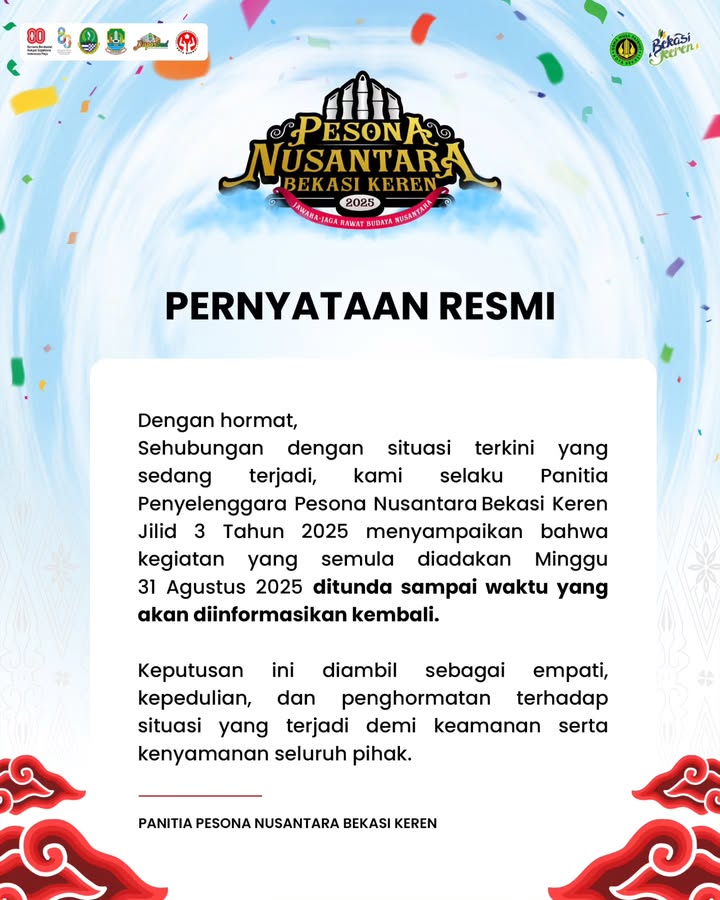 PESONA
NUSANTARA
BEKASI KEREN
2025
JAWARA-JAGA RAWAT BUDAYA NUSANTARA
Bekasi
Keren
PERNYATAAN RESMI
Dengan hormat,
Sehubungan dengan situasi terkini yang
sedang terjadi, kami selaku Panitia
Penyelenggara Pesona Nusantara Bekasi Keren
Jilid 3 Tahun 2025 menyampaikan bahwa
kegiatan yang semula diadakan Minggu
31 Agustus 2025 ditunda sampai waktu yang
akan diinformasikan kembali.
Keputusan ini diambil sebagai empati,
kepedulian, dan penghormatan terhadap
situasi yang terjadi demi keamanan serta
kenyamanan seluruh pihak.
PANITIA PESONA NUSANTARA BEKASI KEREN